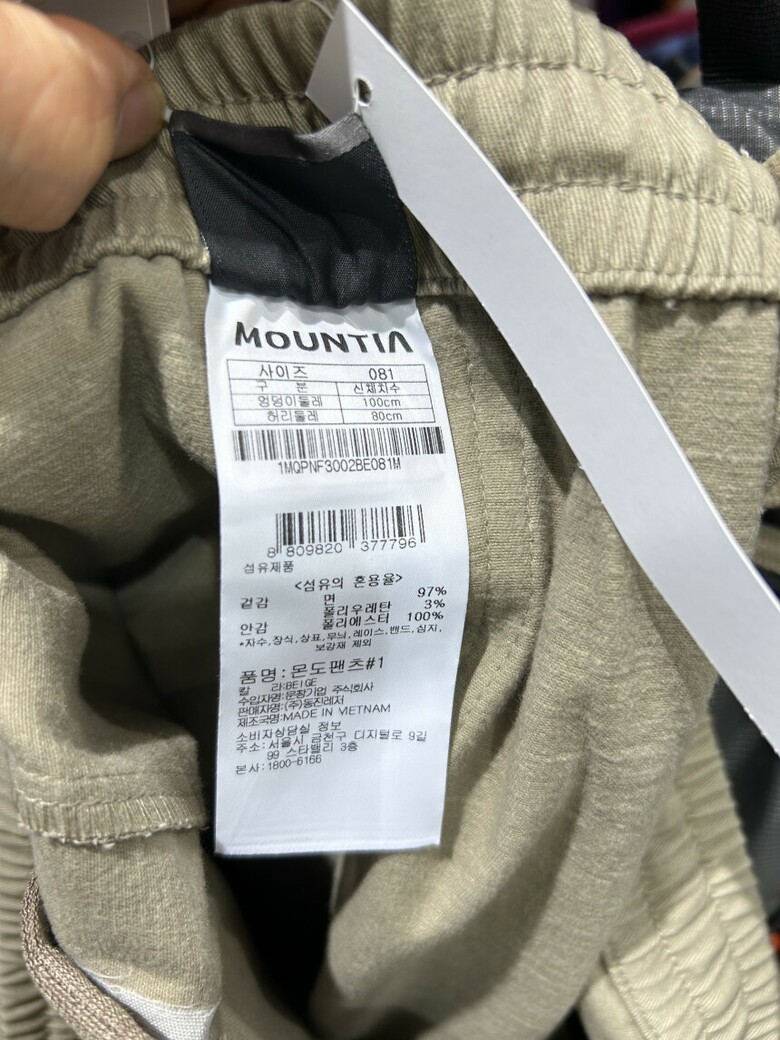 MOUNTIA
사이즈 081
구 분 신체치수
엉덩이둘레 100cm
허리둘레 80cm
1MQPNF3002BE081M
8 809820 377796
섬유제품
<섬유의 혼용율>
겉감 면 97%
폴리우레탄 3%
안감 폴리에스터 100%
*자수,장식,상표,무늬,레이스,밴드,심지,
보강재 제외
품명:몬도팬츠#1
칼 라:BEIGE
수입자명:문창기업 주식회사
판매자명:(주)동진레저
제조국명:MADE IN VIETNAM
소비자상담실 정보
주소:서울시 금천구 디지털로 9길
99 스타밸리 3층
본사:1800-6166